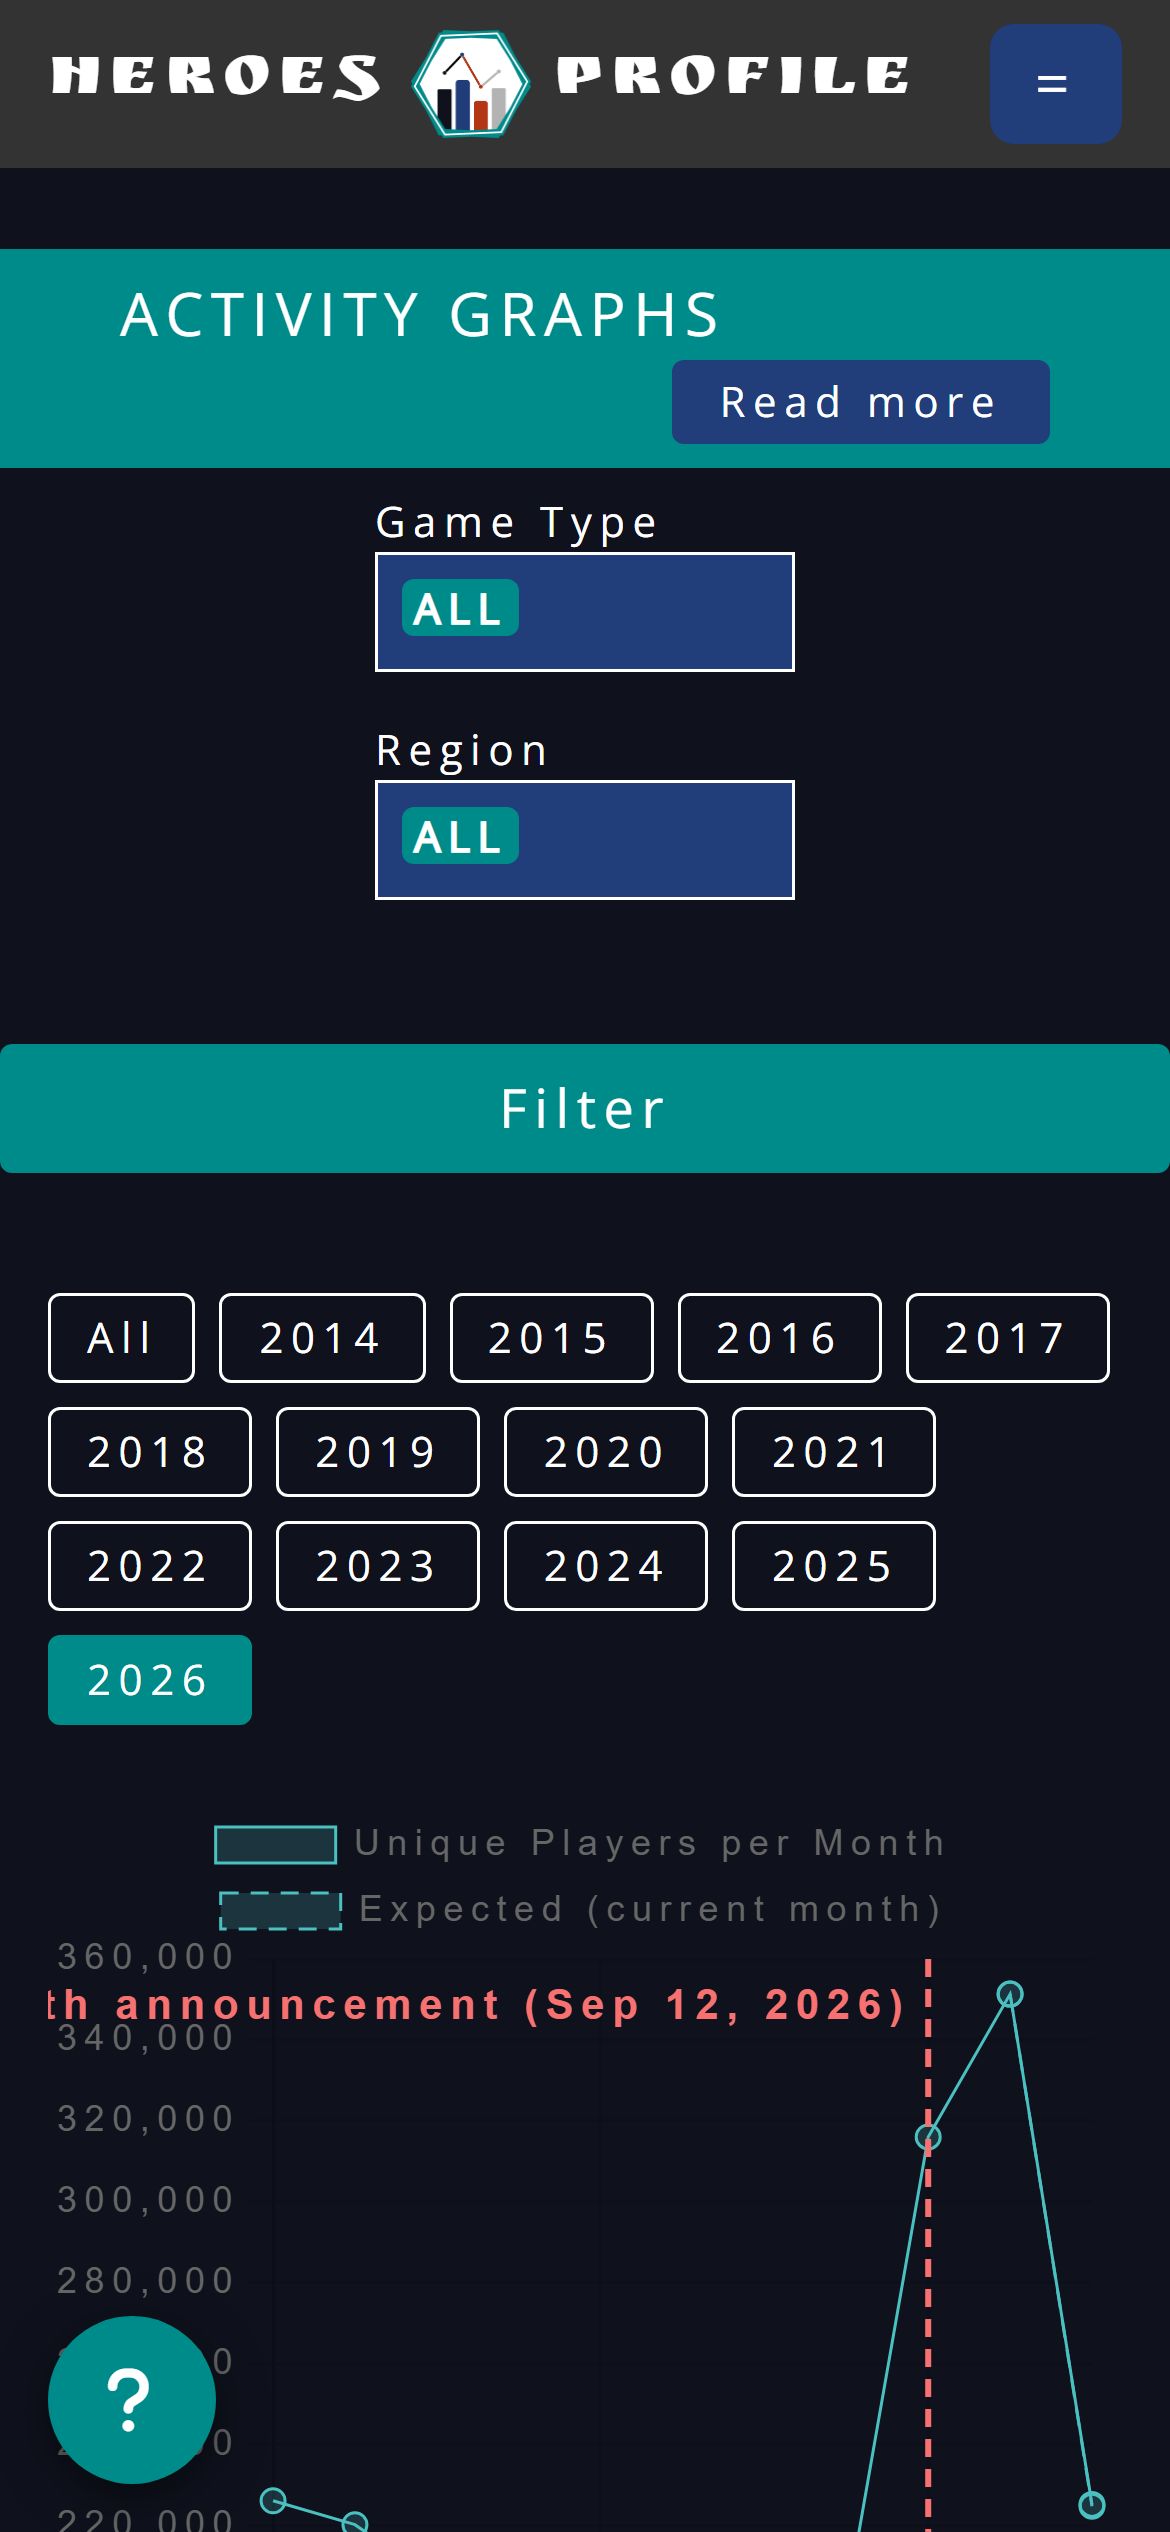 HEROES PROFILE
=
ACTIVITY GRAPHS
Read more
Game Type
ALL
Region
ALL
Filter
All 2014 2015 2016 2017
2018 2019 2020 2021
2022 2023 2024 2025
2026
Unique Players per Month
Expected (current month)
360,000
th announcement (Sep 12, 2026)
340,000
320,000
300,000
280,000
?
220,000